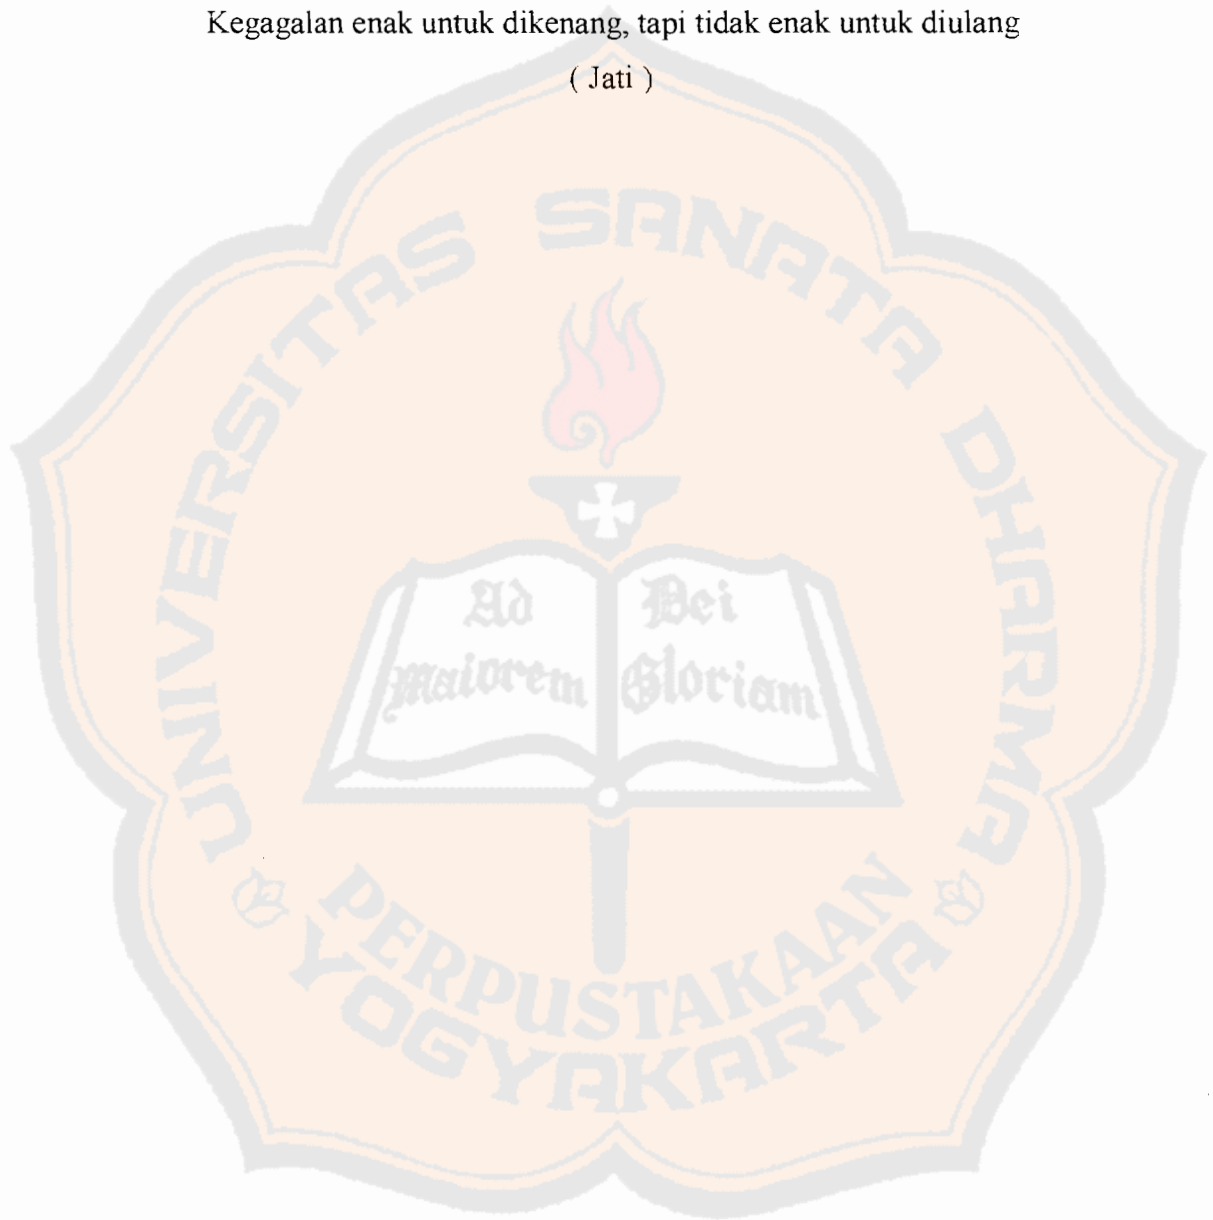 Kegagalan enak untuk dikenang, tapi tidak enak untuk diulang
( Jati )
UNIVERSITAS SANATA DHARMA
Ad Dei
Maiorem Gloriam
PERPUSTAKAAN
YOGYAKARTA